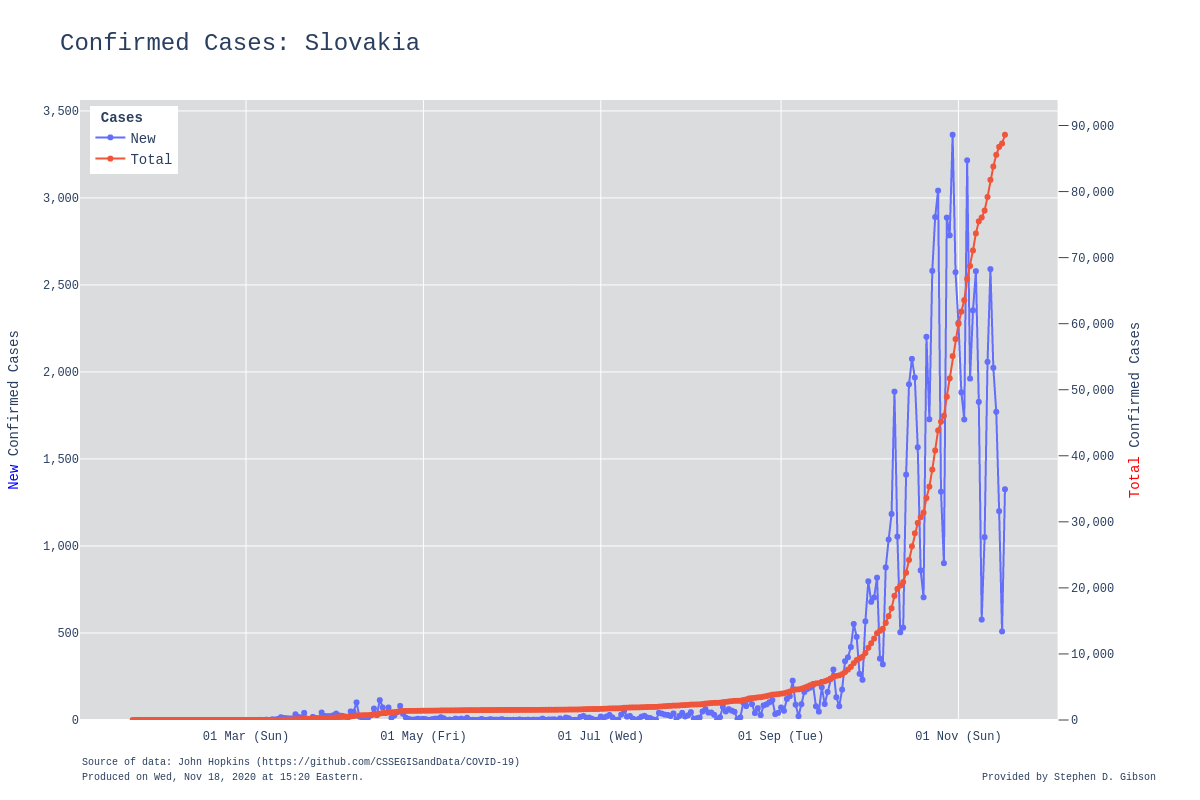 Confirmed Cases: Slovakia
Cases
New
Total
3,500
3,000
2,500
2,000
1,500
1,000
500
0
New Confirmed Cases
90,000
80,000
70,000
60,000
50,000
40,000
30,000
20,000
10,000
0
Total Confirmed Cases
01 Mar (Sun)
01 May (Fri)
01 Jul (Wed)
01 Sep (Tue)
01 Nov (Sun)
Source of data: John Hopkins (https://github.com/CSSEGISandData/COVID-19)
Produced on Wed, Nov 18, 2020 at 15:20 Eastern.
Provided by Stephen D. Gibson